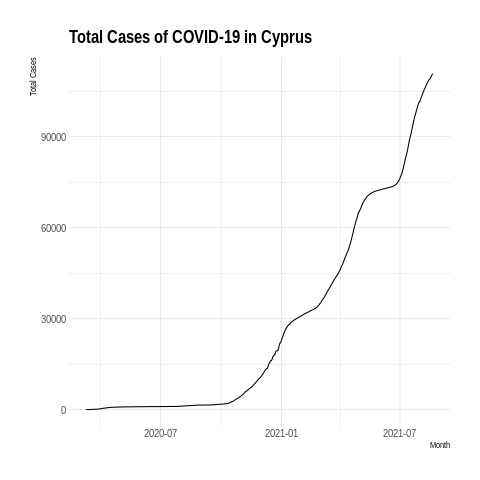 Total Cases of COVID-19 in Cyprus
Total Cases
90000
60000
30000
0
2020-07
2021-01
2021-07
Month